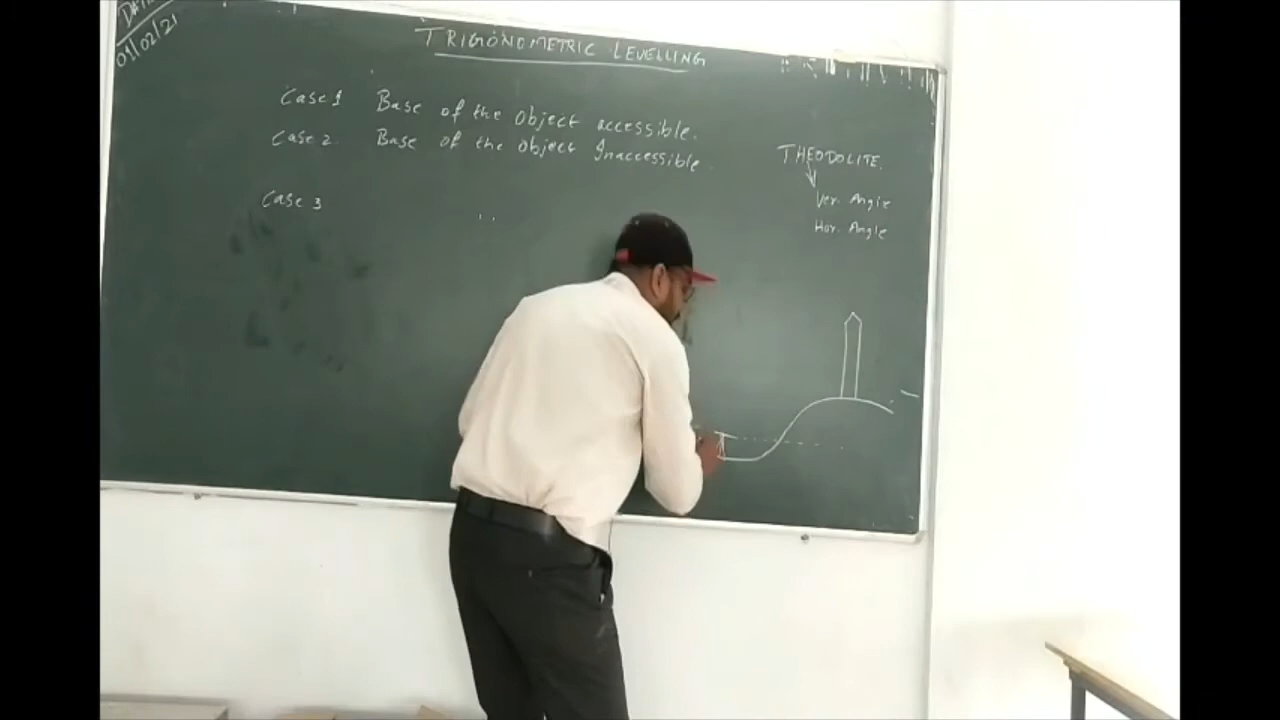 DATE
01/02/21
TRIGONOMETRIC LEVELLING
Case 1 Base of the Object accessible.
Case 2. Base of the Object Inaccessible.
Case 3 ,,
THEODOLITE.
Ver. Angle
Hor. Angle